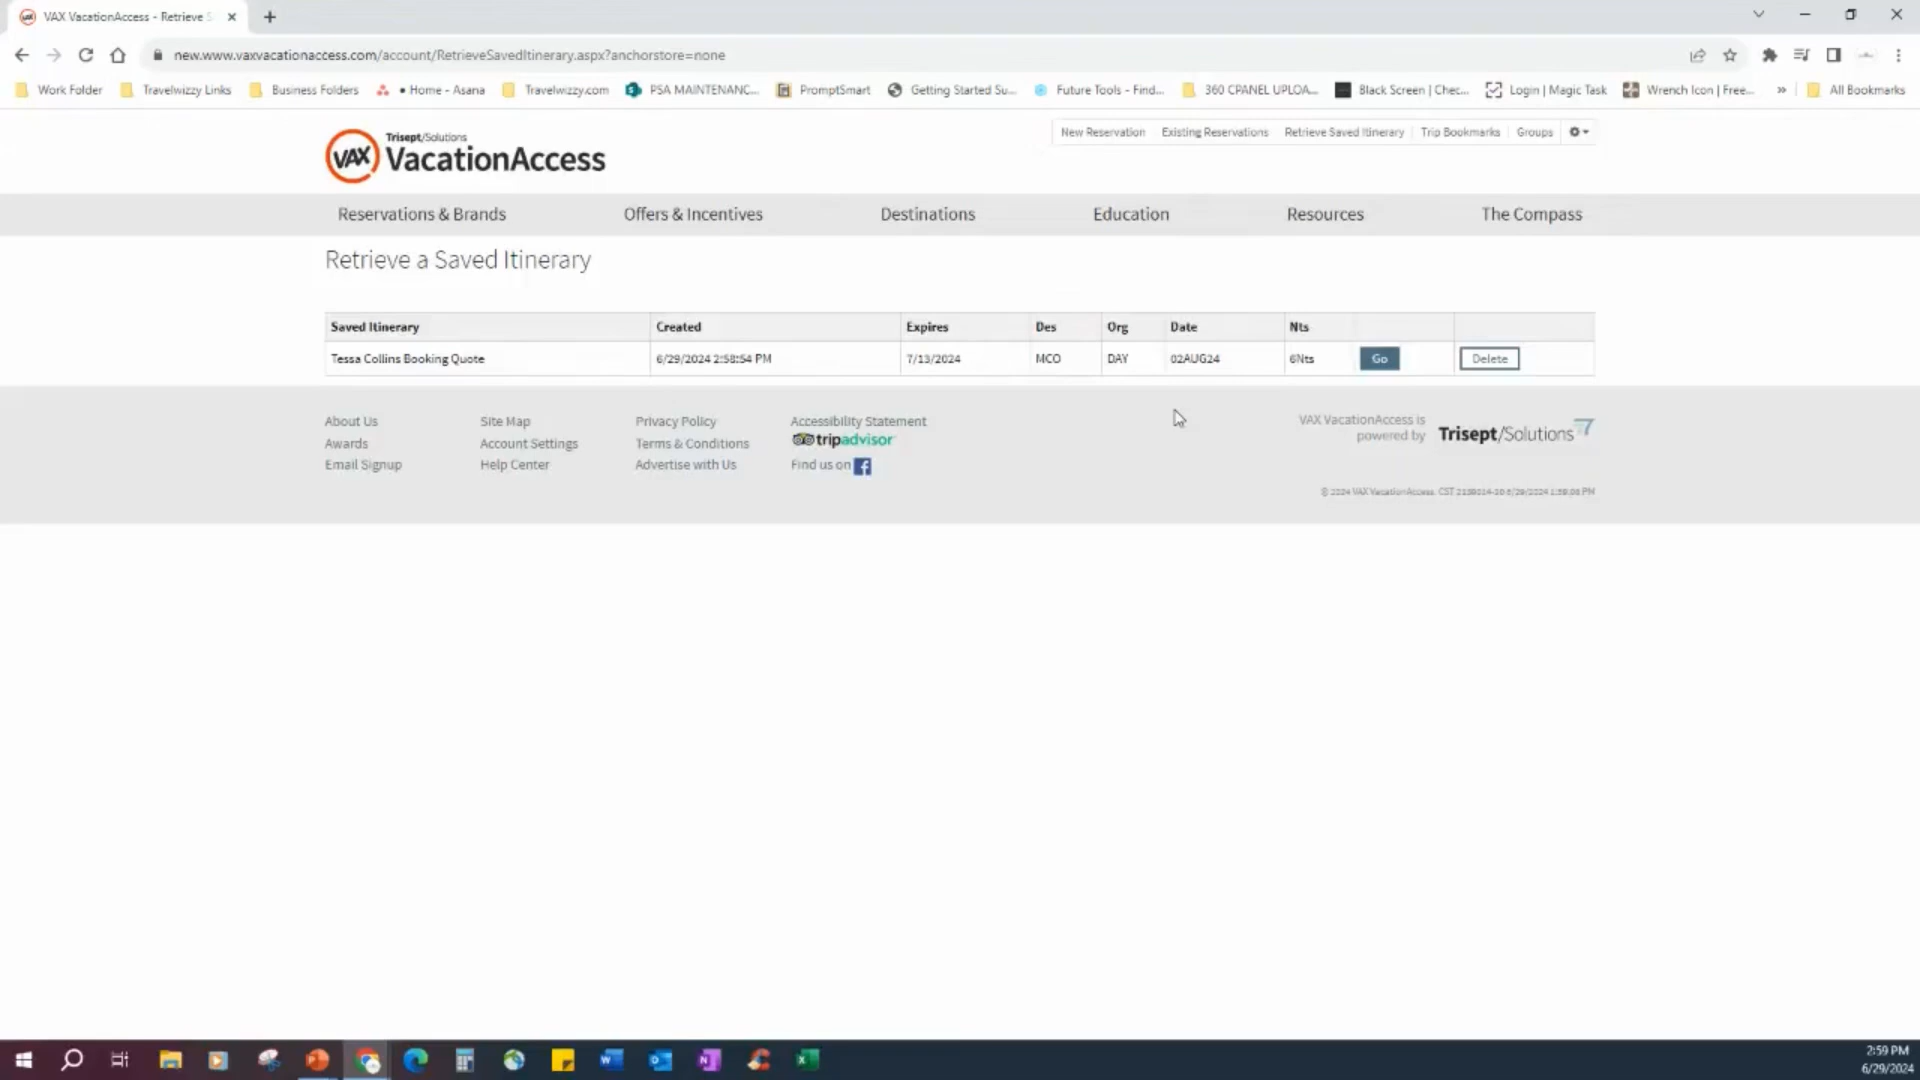 VAX VacationAccess - Retrieve S
new.www.vaxvacationaccess.com/account/RetrieveSavedItinerary.aspx?anchorstore=none
Work Folder Travelwizzy Links Business Folders • Home - Asana Travelwizzy.com PSA MAINTENANC... PromptSmart Getting Started Su... Future Tools - Find... 360 CPANEL UPLOA... Black Screen | Chec... Login | Magic Task Wrench Icon | Free... » All Bookmarks
New Reservation Existing Reservations Retrieve Saved Itinerary Trip Bookmarks Groups
Trisept/Solutions
VAX VacationAccess
Reservations & Brands Offers & Incentives Destinations Education Resources The Compass
Retrieve a Saved Itinerary
Saved Itinerary Created Expires Des Org Date Nts
Tessa Collins Booking Quote 6/29/2024 2:58:54 PM 7/13/2024 MCO DAY 02AUG24 6Nts Go Delete
About Us Site Map Privacy Policy Accessibility Statement
Awards Account Settings Terms & Conditions tripadvisor
Email Signup Help Center Advertise with Us Find us on
VAX VacationAccess is
powered by Trisept/Solutions
© 2024 VAX VacationAccess. CST
2:59 PM
6/29/2024